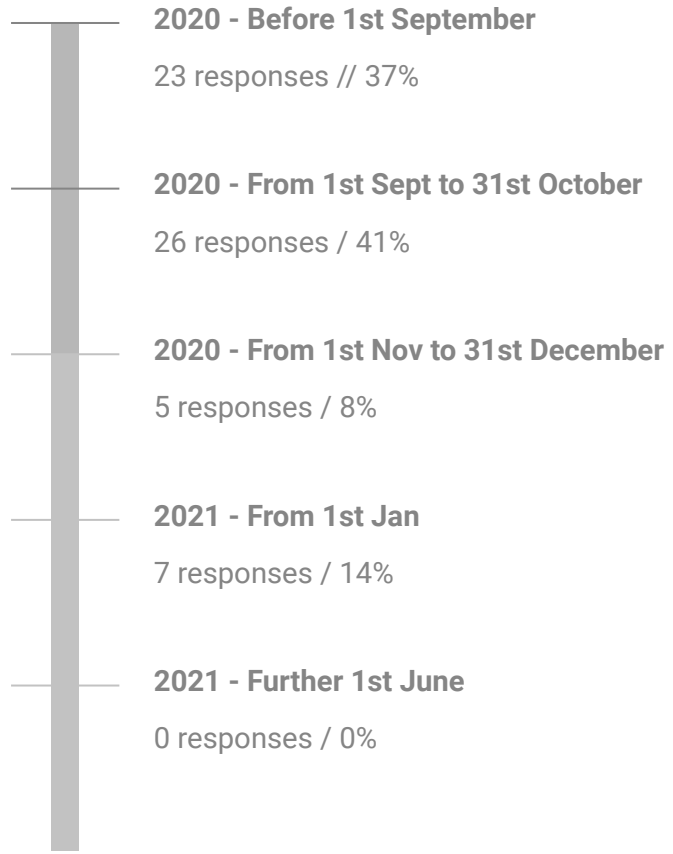 2020 - Before 1st September
23 responses // 37%
2020 - From 1st Sept to 31st October
26 responses / 41%
2020 - From 1st Nov to 31st December
5 responses / 8%
2021 - From 1st Jan
7 responses / 14%
2021 - Further 1st June
0 responses / 0%